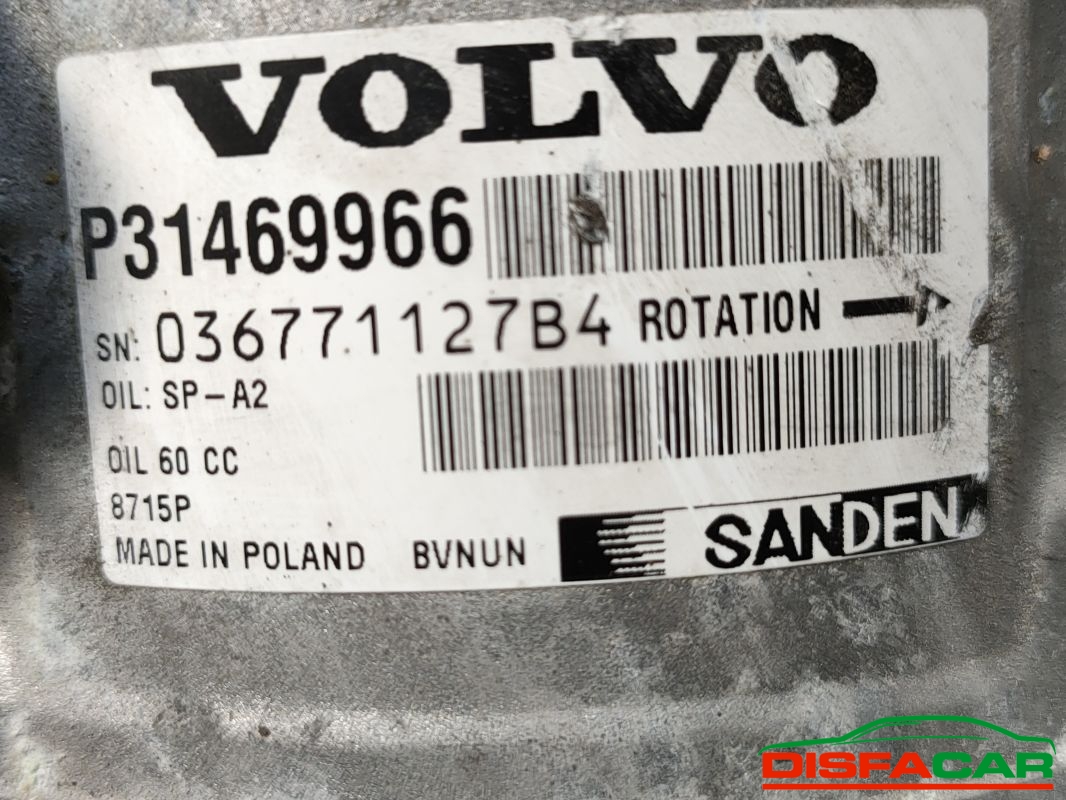 VOLVO
P31469966
SN: 036771127B4 ROTATION
OIL: SP-A2
OIL 60 CC
8715P
MADE IN POLAND BVNUN
SANDEN
DISFACAR